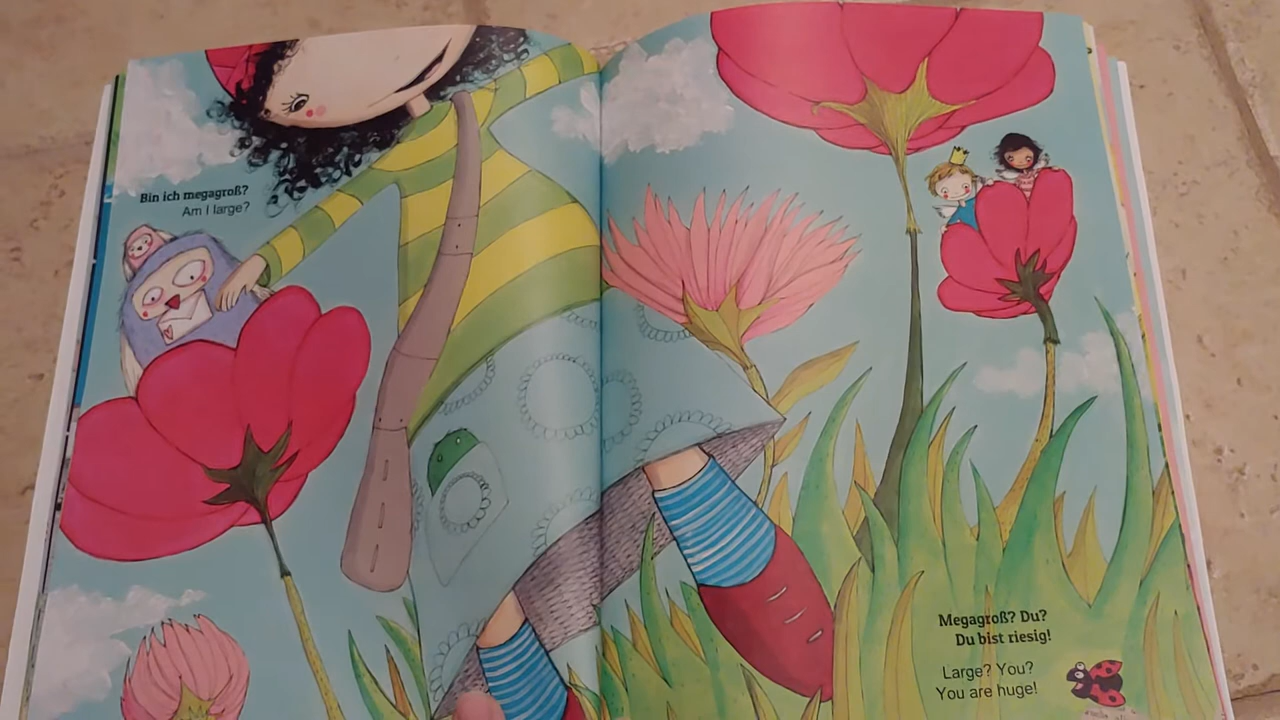 Bin ich megagroß?
Am I large?
Megagroß? Du?
Du bist riesig!
Large? You?
You are huge!